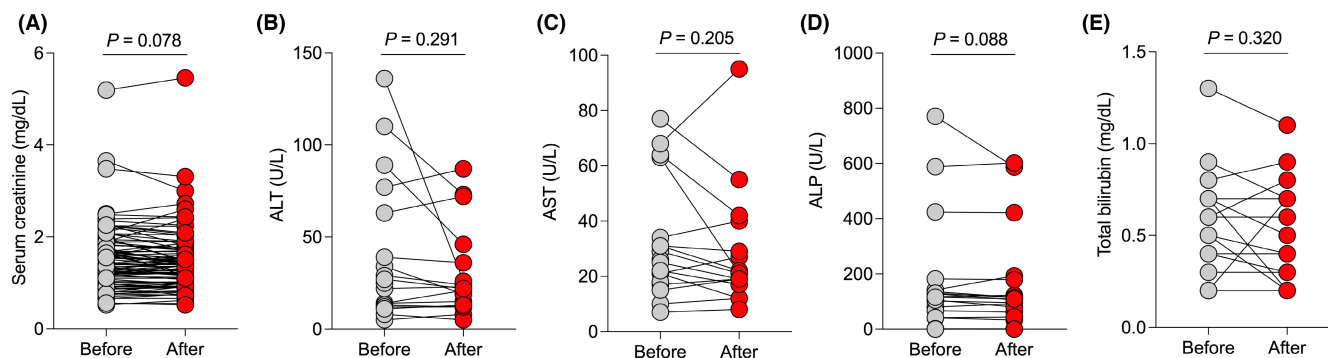 (A)
P = 0.078
Serum creatinine (mg/dL)
6
4
2
0
Before After
(B)
P = 0.291
ALT (U/L)
150
100
50
0
Before After
(C)
P = 0.205
AST (U/L)
100
80
60
40
20
0
Before After
(D)
P = 0.088
ALP (U/L)
1000
800
600
400
200
0
Before After
(E)
P = 0.320
Total bilirubin (mg/dL)
1.5
1.0
0.5
0.0
Before After